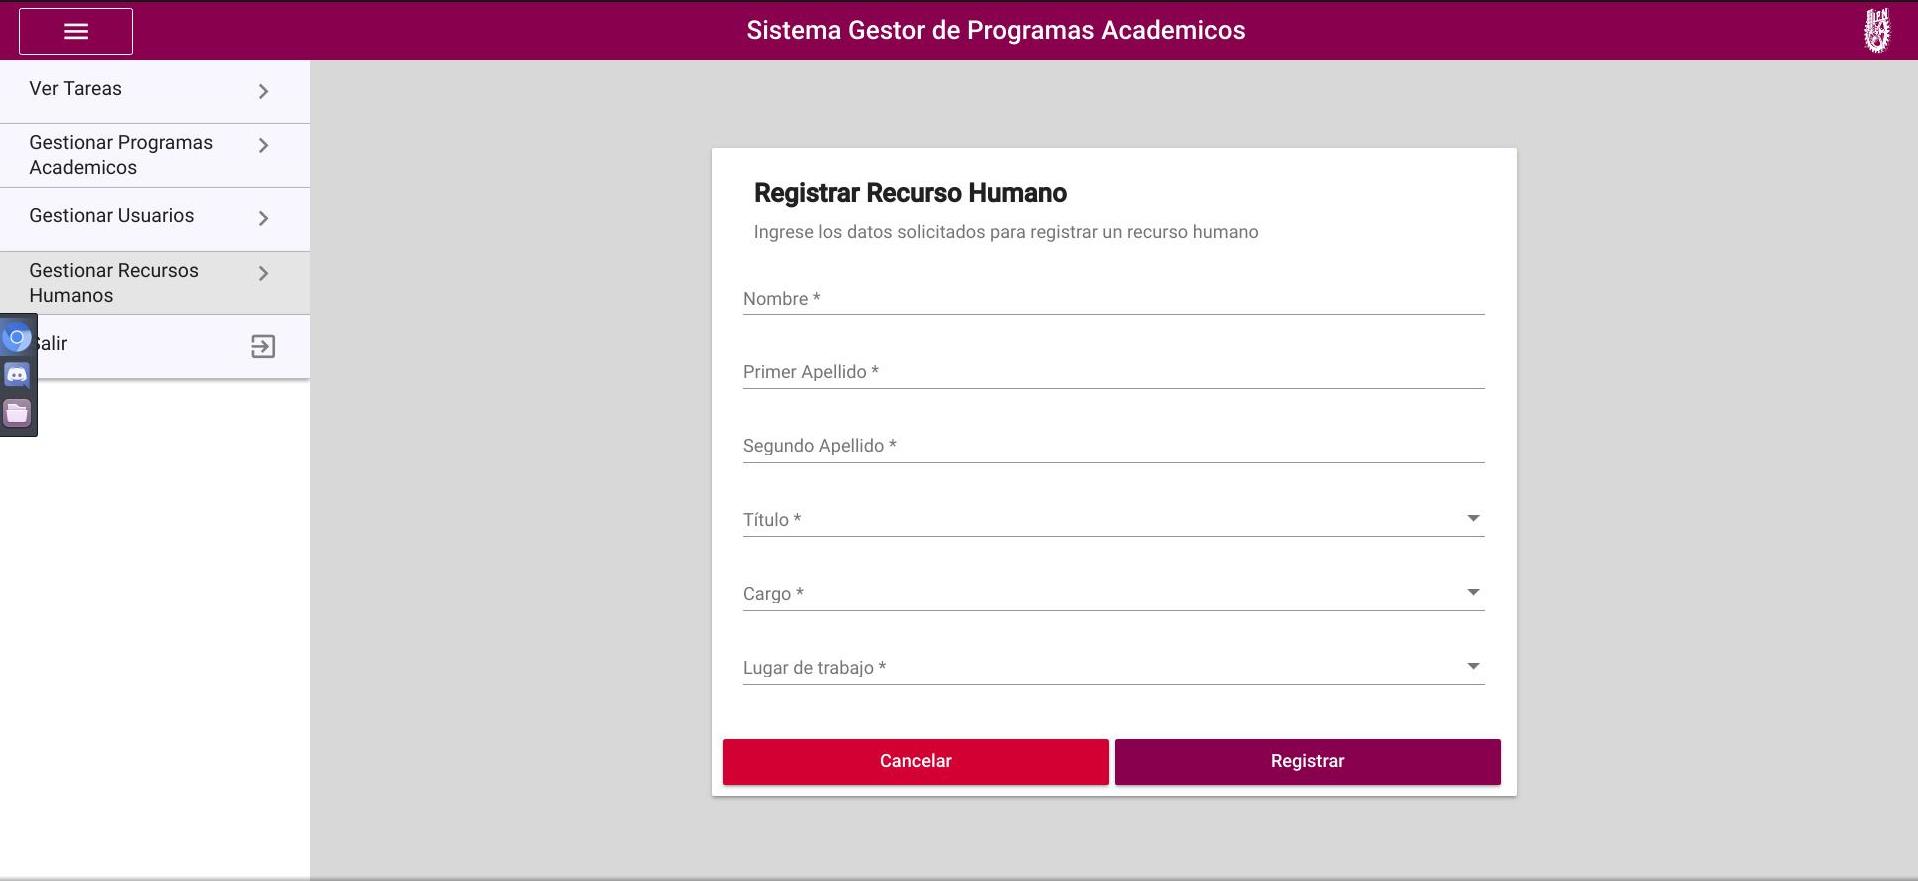 Sistema Gestor de Programas Academicos
Ver Tareas
Gestionar Programas
Academicos
Gestionar Usuarios
Gestionar Recursos
Humanos
Salir
Registrar Recurso Humano
Ingrese los datos solicitados para registrar un recurso humano
Nombre *
Primer Apellido *
Segundo Apellido *
Título *
Cargo *
Lugar de trabajo *
Cancelar
Registrar